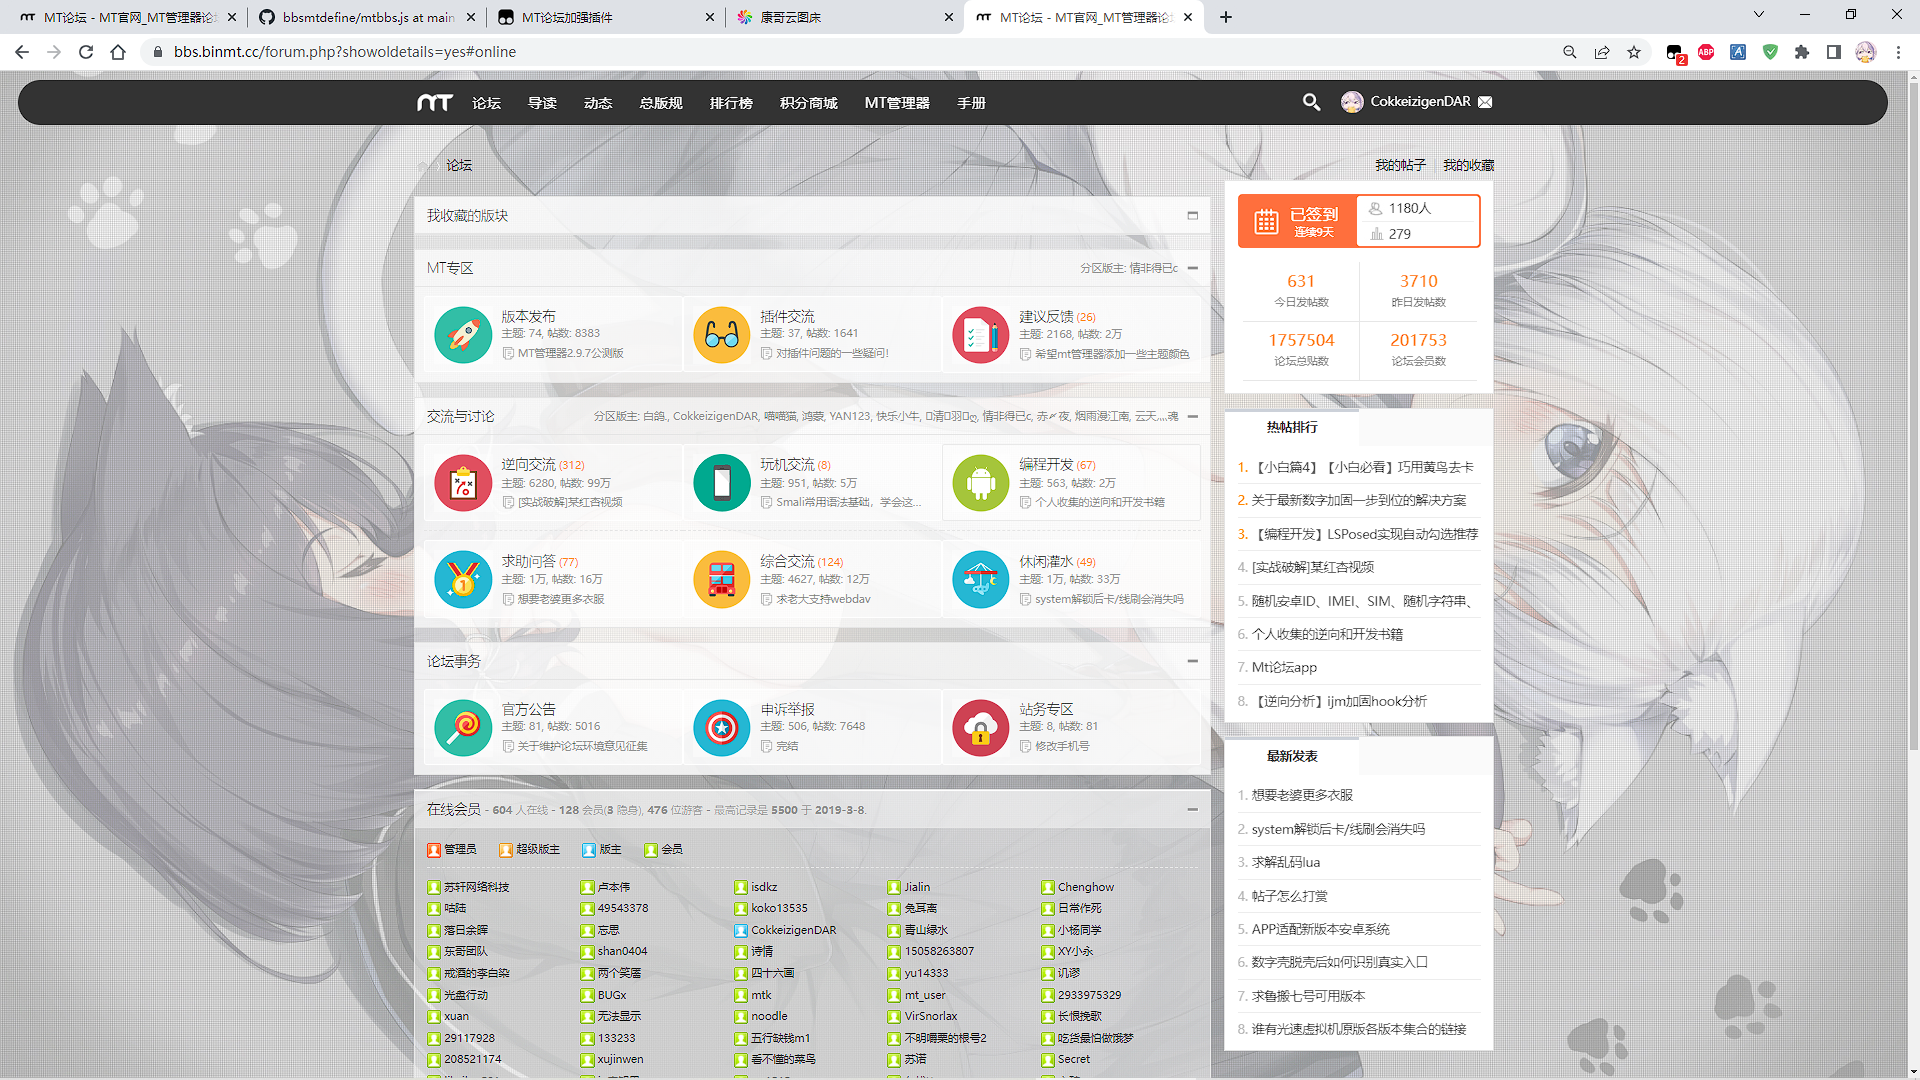 MT论坛 - MT官网_MT管理器论坛
bbsmtdefine/mtbbs.js at main
MT论坛加强插件
康哥云图床
MT论坛 - MT官网_MT管理器论坛
bbs.binmt.cc/forum.php?showoldetails=yes#online
2
ABP
MT 论坛 导读 动态 总版规 排行榜 积分商城 MT管理器 手册
CokkeizigenDAR
论坛
我的帖子 我的收藏
我收藏的版块
MT专区
分区版主: 情非得已c
版本发布
主题: 74, 帖数: 8383
MT管理器2.9.7公测版
插件交流
主题: 37, 帖数: 1641
对插件问题的一些疑问!
建议反馈 (26)
主题: 2168, 帖数: 2万
希望mt管理器添加一些主题颜色
交流与讨论
分区版主: 白鸽., CokkeizigenDAR, 喵喵猫, 鸿蒙, YAN123, 快乐小牛, 情非得已c, 烟雨漫江南, 云天....魂
逆向交流 (312)
主题: 6280, 帖数: 99万
[实战破解]某红杏视频
玩机交流 (8)
主题: 951, 帖数: 5万
Smali常用语法基础，学会这...
编程开发 (67)
主题: 563, 帖数: 2万
个人收集的逆向和开发书籍
求助问答 (77)
主题: 1万, 帖数: 16万
想要老婆更多衣服
综合交流 (124)
主题: 4627, 帖数: 12万
求老大支持webdav
休闲灌水 (49)
主题: 1万, 帖数: 33万
system解锁后卡/线刷会消失吗
论坛事务
官方公告
主题: 81, 帖数: 5016
关于维护论坛环境意见征集
申诉举报
主题: 506, 帖数: 7648
完结
站务专区
主题: 8, 帖数: 81
修改手机号
在线会员 - 604 人在线 - 128 会员(3 隐身), 476 位游客 - 最高记录是 5500 于 2019-3-8.
管理员 超级版主 版主 会员
苏轩网络科技 卢本伟 isdkz Jialin Chenghow
咕陆 49543378 koko13535 兔耳离 日常作死
落日余晖 忘思 CokkeizigenDAR 青山绿水 小杨同学
东哥团队 shan0404 诗情 15058263807 XY小永
戒酒的李白染 两个笑靥 四十六画 yu14333 讥谬
光盘行动 BUGx mtk mt_user 2933975329
xuan 无法显示 noodle VirSnorlax 长恨挽歌
29117928 133233 五行缺钱m1 不明嚼栗的根号2 吃货最怕做饿梦
208521174 xujinwen 看不懂的菜鸟 苏诺 Secret
已签到
连续9天
1180人
279
631
今日发帖数
3710
昨日发帖数
1757504
论坛总贴数
201753
论坛会员数
热帖排行
1. 【小白篇4】【小白必看】巧用黄鸟去卡
2. 关于最新数字加固一步到位的解决方案
3. 【编程开发】LSPosed实现自动勾选推荐
4. [实战破解]某红杏视频
5. 随机安卓ID、IMEI、SIM、随机字符串、
6. 个人收集的逆向和开发书籍
7. Mt论坛app
8. 【逆向分析】ijm加固hook分析
最新发表
1. 想要老婆更多衣服
2. system解锁后卡/线刷会消失吗
3. 求解乱码lua
4. 帖子怎么打赏
5. APP适配新版本安卓系统
6. 数字壳脱壳后如何识别真实入口
7. 求鲁搬七号可用版本
8. 谁有光速虚拟机原版各版本集合的链接